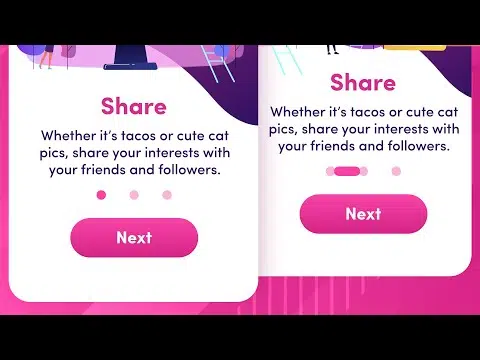 Share
Whether it’s tacos or cute cat
pics, share your interests with
your friends and followers.
Next
Share
Whether it’s tacos or cute cat
pics, share your interests with
your friends and followers.
Next